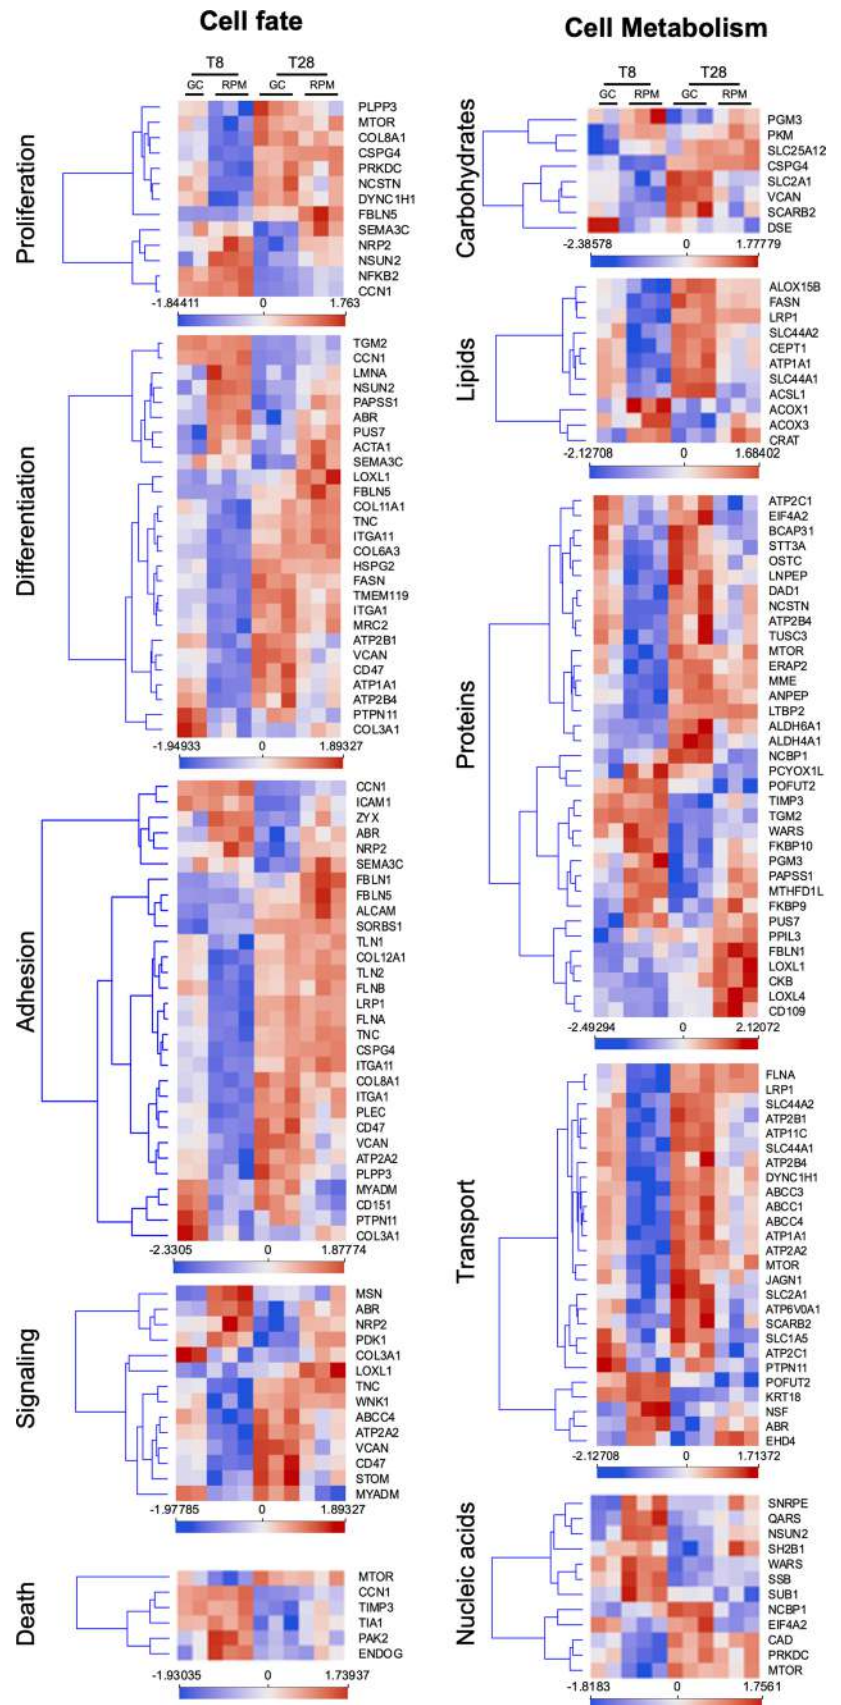 Cell fate
T8 T28
GC RPM GC RPM
Proliferation
PLPP3
MTOR
COL8A1
CSPG4
PRKDC
NCSTN
DYNC1H1
FBLN5
SEMA3C
NRP2
NSUN2
NFKB2
CCN1
-1.84411 0 1.763
Differentiation
TGM2
CCN1
LMNA
NSUN2
PAPSS1
ABR
PUS7
ACTA1
SEMA3C
LOXL1
FBLN5
COL11A1
TNC
ITGA11
COL6A3
HSPG2
FASN
TMEM119
ITGA1
MRC2
ATP2B1
VCAN
CD47
ATP1A1
ATP2B4
PTPN11
COL3A1
-1.94933 0 1.89327
Adhesion
CCN1
ICAM1
ZYX
ABR
NRP2
SEMA3C
FBLN1
FBLN5
ALCAM
SORBS1
TLN1
COL12A1
TLN2
FLNB
LRP1
FLNA
TNC
CSPG4
ITGA11
COL8A1
ITGA1
PLEC
CD47
VCAN
ATP2A2
PLPP3
MYADM
CD151
PTPN11
COL3A1
-2.3305 0 1.87774
Signaling
MSN
ABR
NRP2
PDK1
COL3A1
LOXL1
TNC
WNK1
ABCC4
ATP2A2
VCAN
CD47
STOM
MYADM
-1.97785 0 1.89327
Death
MTOR
CCN1
TIMP3
TIA1
PAK2
ENDOG
-1.93035 0 1.73937
Cell Metabolism
T8 T28
GC RPM GC RPM
Carbohydrates
PGM3
PKM
SLC25A12
CSPG4
SLC2A1
VCAN
SCARB2
DSE
-2.38578 0 1.77779
Lipids
ALOX15B
FASN
LRP1
SLC44A2
CEPT1
ATP1A1
SLC44A1
ACSL1
ACOX1
ACOX3
CRAT
-2.12708 0 1.68402
Proteins
ATP2C1
EIF4A2
BCAP31
STT3A
OSTC
LNPEP
DAD1
NCSTN
ATP2B4
TUSC3
MTOR
ERAP2
MME
ANPEP
LTBP2
ALDH6A1
ALDH4A1
NCBP1
PCYOX1L
POFUT2
TIMP3
TGM2
WARS
FKBP10
PGM3
PAPSS1
MTHFD1L
FKBP9
PUS7
PPIL3
FBLN1
LOXL1
CKB
LOXL4
CD109
-2.49294 0 2.12072
Transport
FLNA
LRP1
SLC44A2
ATP2B1
ATP11C
SLC44A1
ATP2B4
DYNC1H1
ABCC3
ABCC1
ABCC4
ATP1A1
ATP2A2
MTOR
JAGN1
SLC2A1
ATP6V0A1
SCARB2
SLC1A5
ATP2C1
PTPN11
POFUT2
KRT18
NSF
ABR
EHD4
-2.12708 0 1.71372
Nucleic acids
SNRPE
QARS
NSUN2
SH2B1
WARS
SSB
SUB1
NCBP1
EIF4A2
CAD
PRKDC
MTOR
-1.8183 0 1.7561